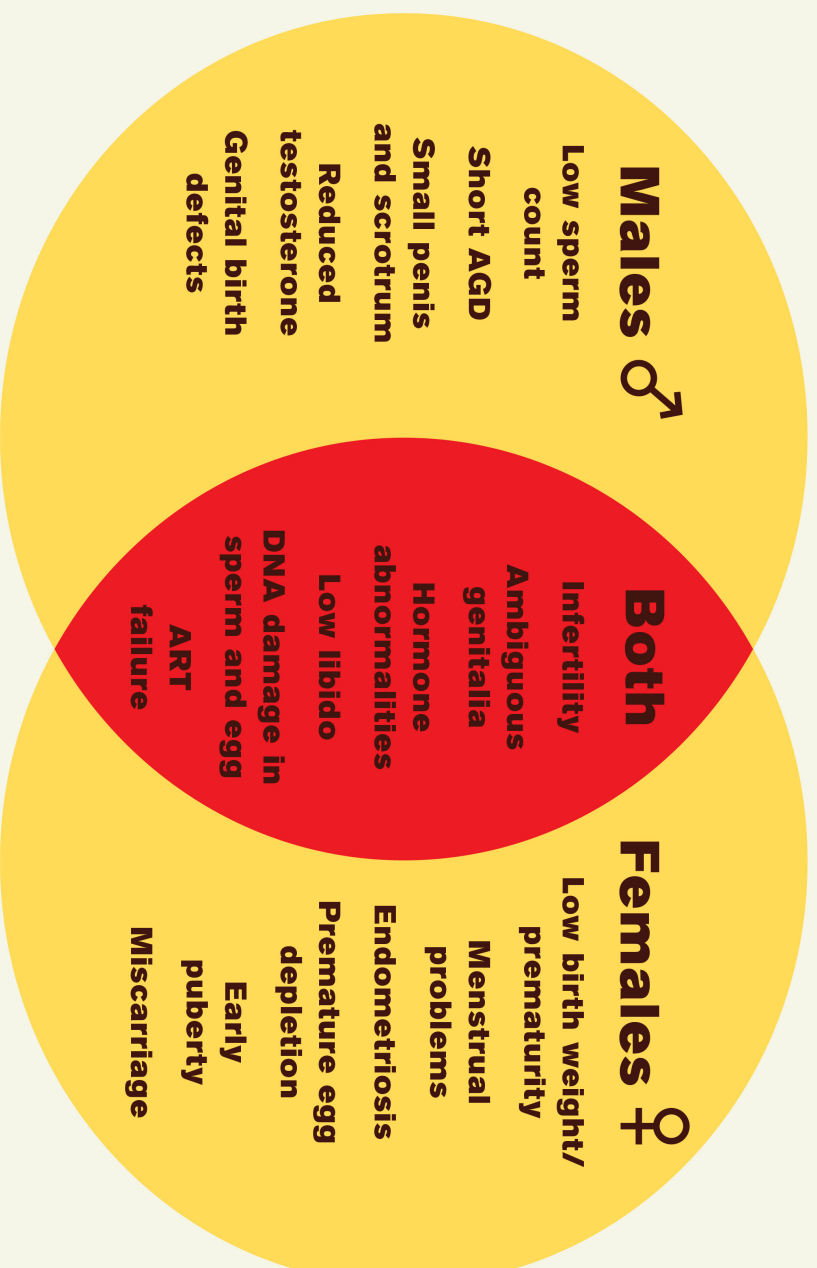 Males ♂
Low sperm
count
Short AGD
Small penis
and scrotrum
Reduced
testosterone
Genital birth
defects
Both
Infertility
Ambiguous
genitalia
Hormone
abnormalities
Low libido
DNA damage in
sperm and egg
ART
failure
Females ♀
Low birth weight/
prematurity
Menstrual
problems
Endometriosis
Premature egg
depletion
Early
puberty
Miscarriage